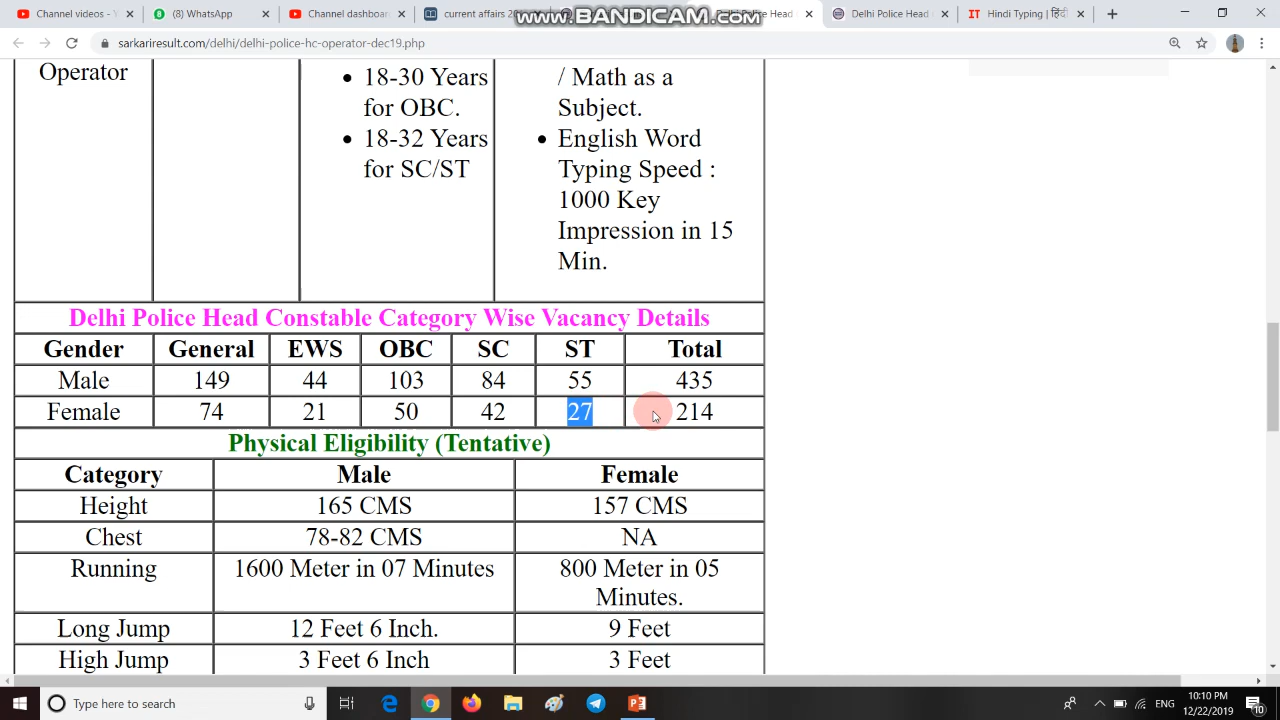 Channel videos - Y
(8) WhatsApp
Channel dashboard
current affairs 20
www.BANDICAM.com
Police Head
Delhi Police Head
Hindi Typing | हिंदी
sarkariresult.com/delhi/delphi-police-hc-operator-dec19.php
Operator
18-30 Years
for OBC.
18-32 Years
for SC/ST
/ Math as a
Subject.
English Word
Typing Speed :
1000 Key
Impression in 15
Min.
Delhi Police Head Constable Category Wise Vacancy Details
Gender General EWS OBC SC ST Total
Male 149 44 103 84 55 435
Female 74 21 50 42 27 214
Physical Eligibility (Tentative)
Category Male Female
Height 165 CMS 157 CMS
Chest 78-82 CMS NA
Running 1600 Meter in 07 Minutes 800 Meter in 05
Minutes.
Long Jump 12 Feet 6 Inch. 9 Feet
High Jump 3 Feet 6 Inch 3 Feet
Type here to search
ENG
10:10 PM
12/22/2019
10